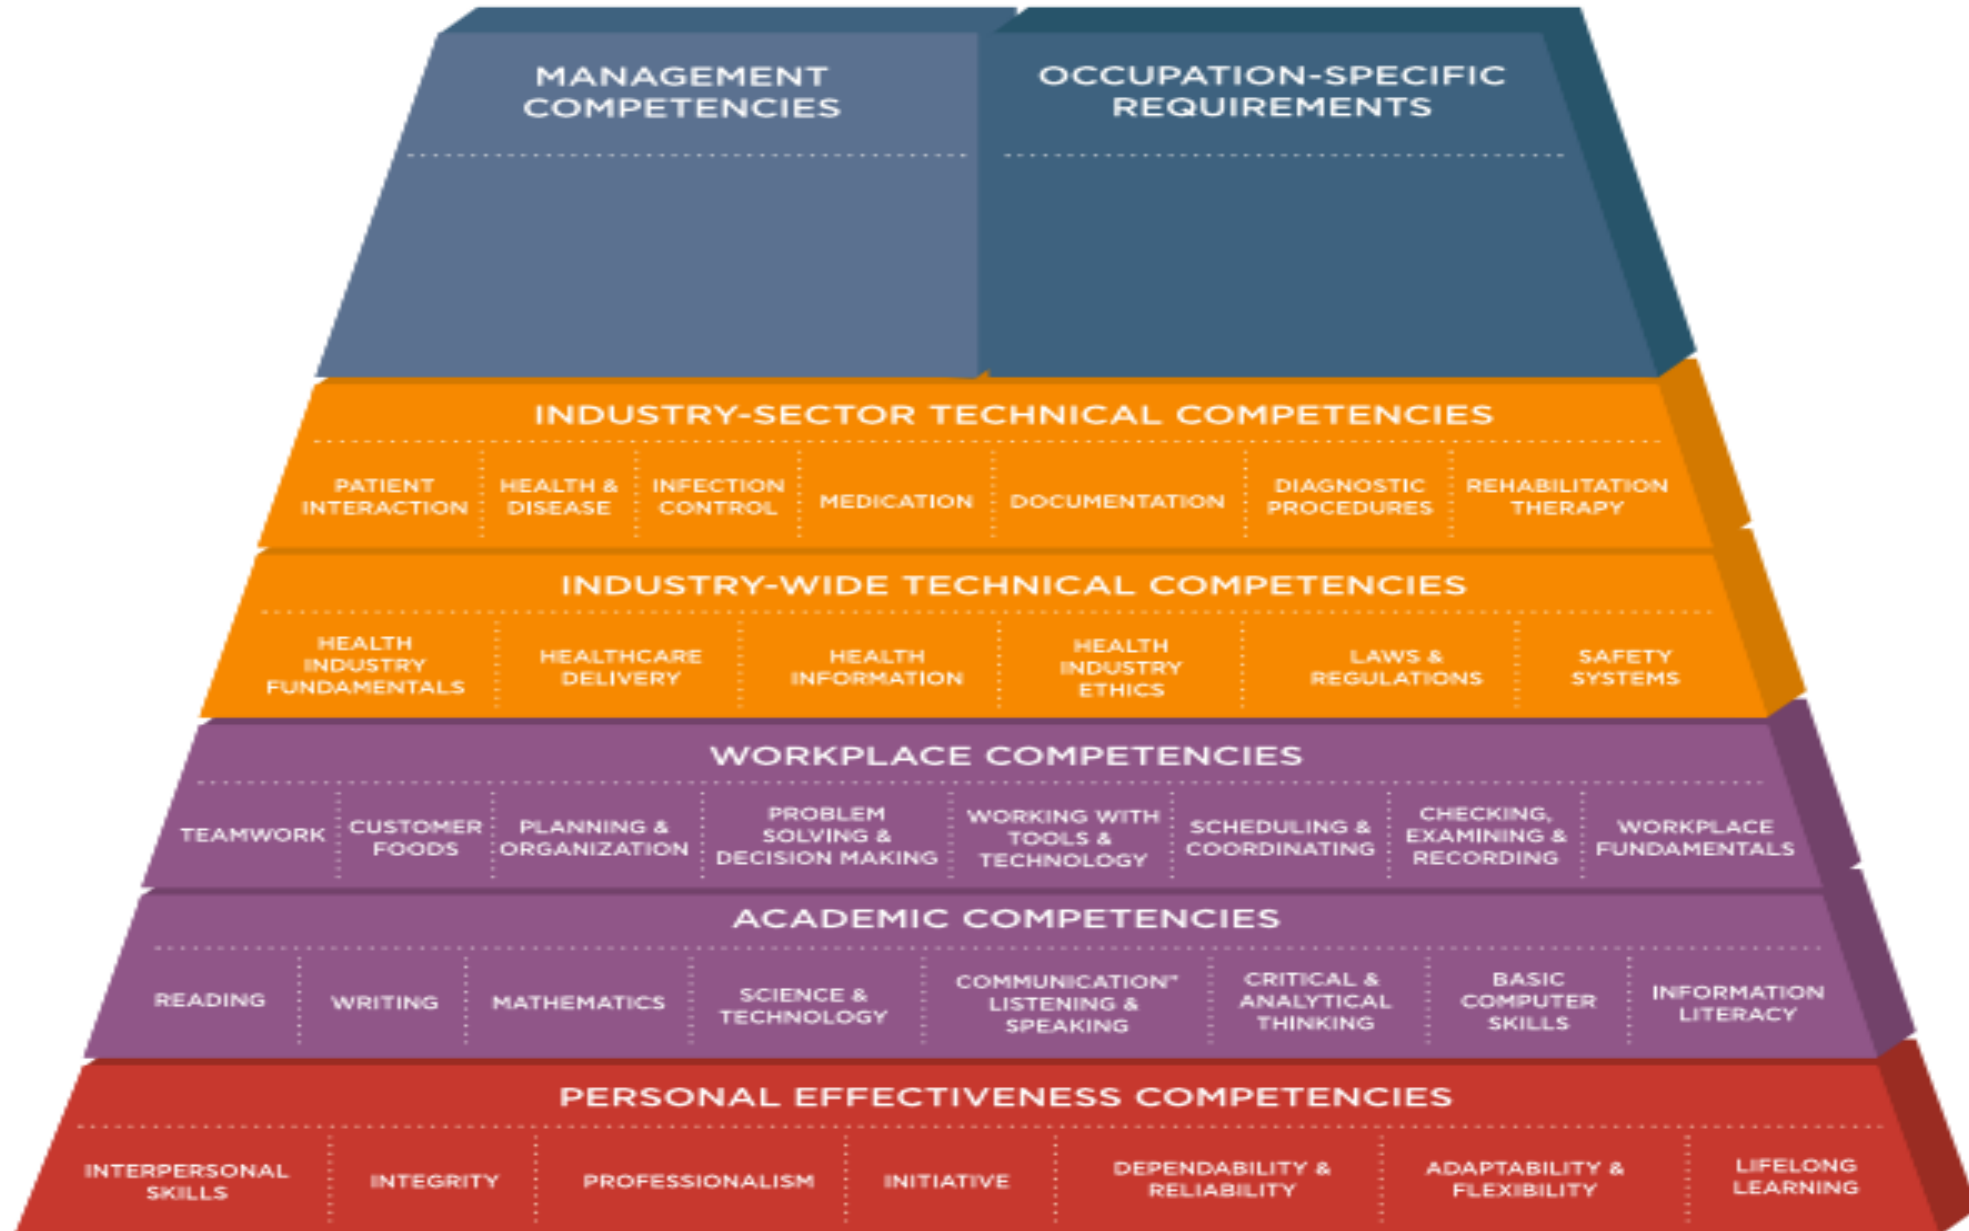 MANAGEMENT
COMPETENCIES
OCCUPATION-SPECIFIC
REQUIREMENTS
INDUSTRY-SECTOR TECHNICAL COMPETENCIES
PATIENT
INTERACTION
HEALTH &
DISEASE
INFECTION
CONTROL
MEDICATION
DOCUMENTATION
DIAGNOSTIC
PROCEDURES
REHABILITATION
THERAPY
INDUSTRY-WIDE TECHNICAL COMPETENCIES
HEALTH
INDUSTRY
FUNDAMENTALS
HEALTHCARE
DELIVERY
HEALTH
INFORMATION
HEALTH
INDUSTRY
ETHICS
LAWS &
REGULATIONS
SAFETY
SYSTEMS
WORKPLACE COMPETENCIES
TEAMWORK
CUSTOMER
FOODS
PLANNING &
ORGANIZATION
PROBLEM
SOLVING &
DECISION MAKING
WORKING WITH
TOOLS &
TECHNOLOGY
SCHEDULING &
COORDINATING
CHECKING,
EXAMINING &
RECORDING
WORKPLACE
FUNDAMENTALS
ACADEMIC COMPETENCIES
READING
WRITING
MATHEMATICS
SCIENCE &
TECHNOLOGY
COMMUNICATION"
LISTENING &
SPEAKING
CRITICAL &
ANALYTICAL
THINKING
BASIC
COMPUTER
SKILLS
INFORMATION
LITERACY
PERSONAL EFFECTIVENESS COMPETENCIES
INTERPERSONAL
SKILLS
INTEGRITY
PROFESSIONALISM
INITIATIVE
DEPENDABILITY &
RELIABILITY
ADAPTABILITY &
FLEXIBILITY
LIFELONG
LEARNING